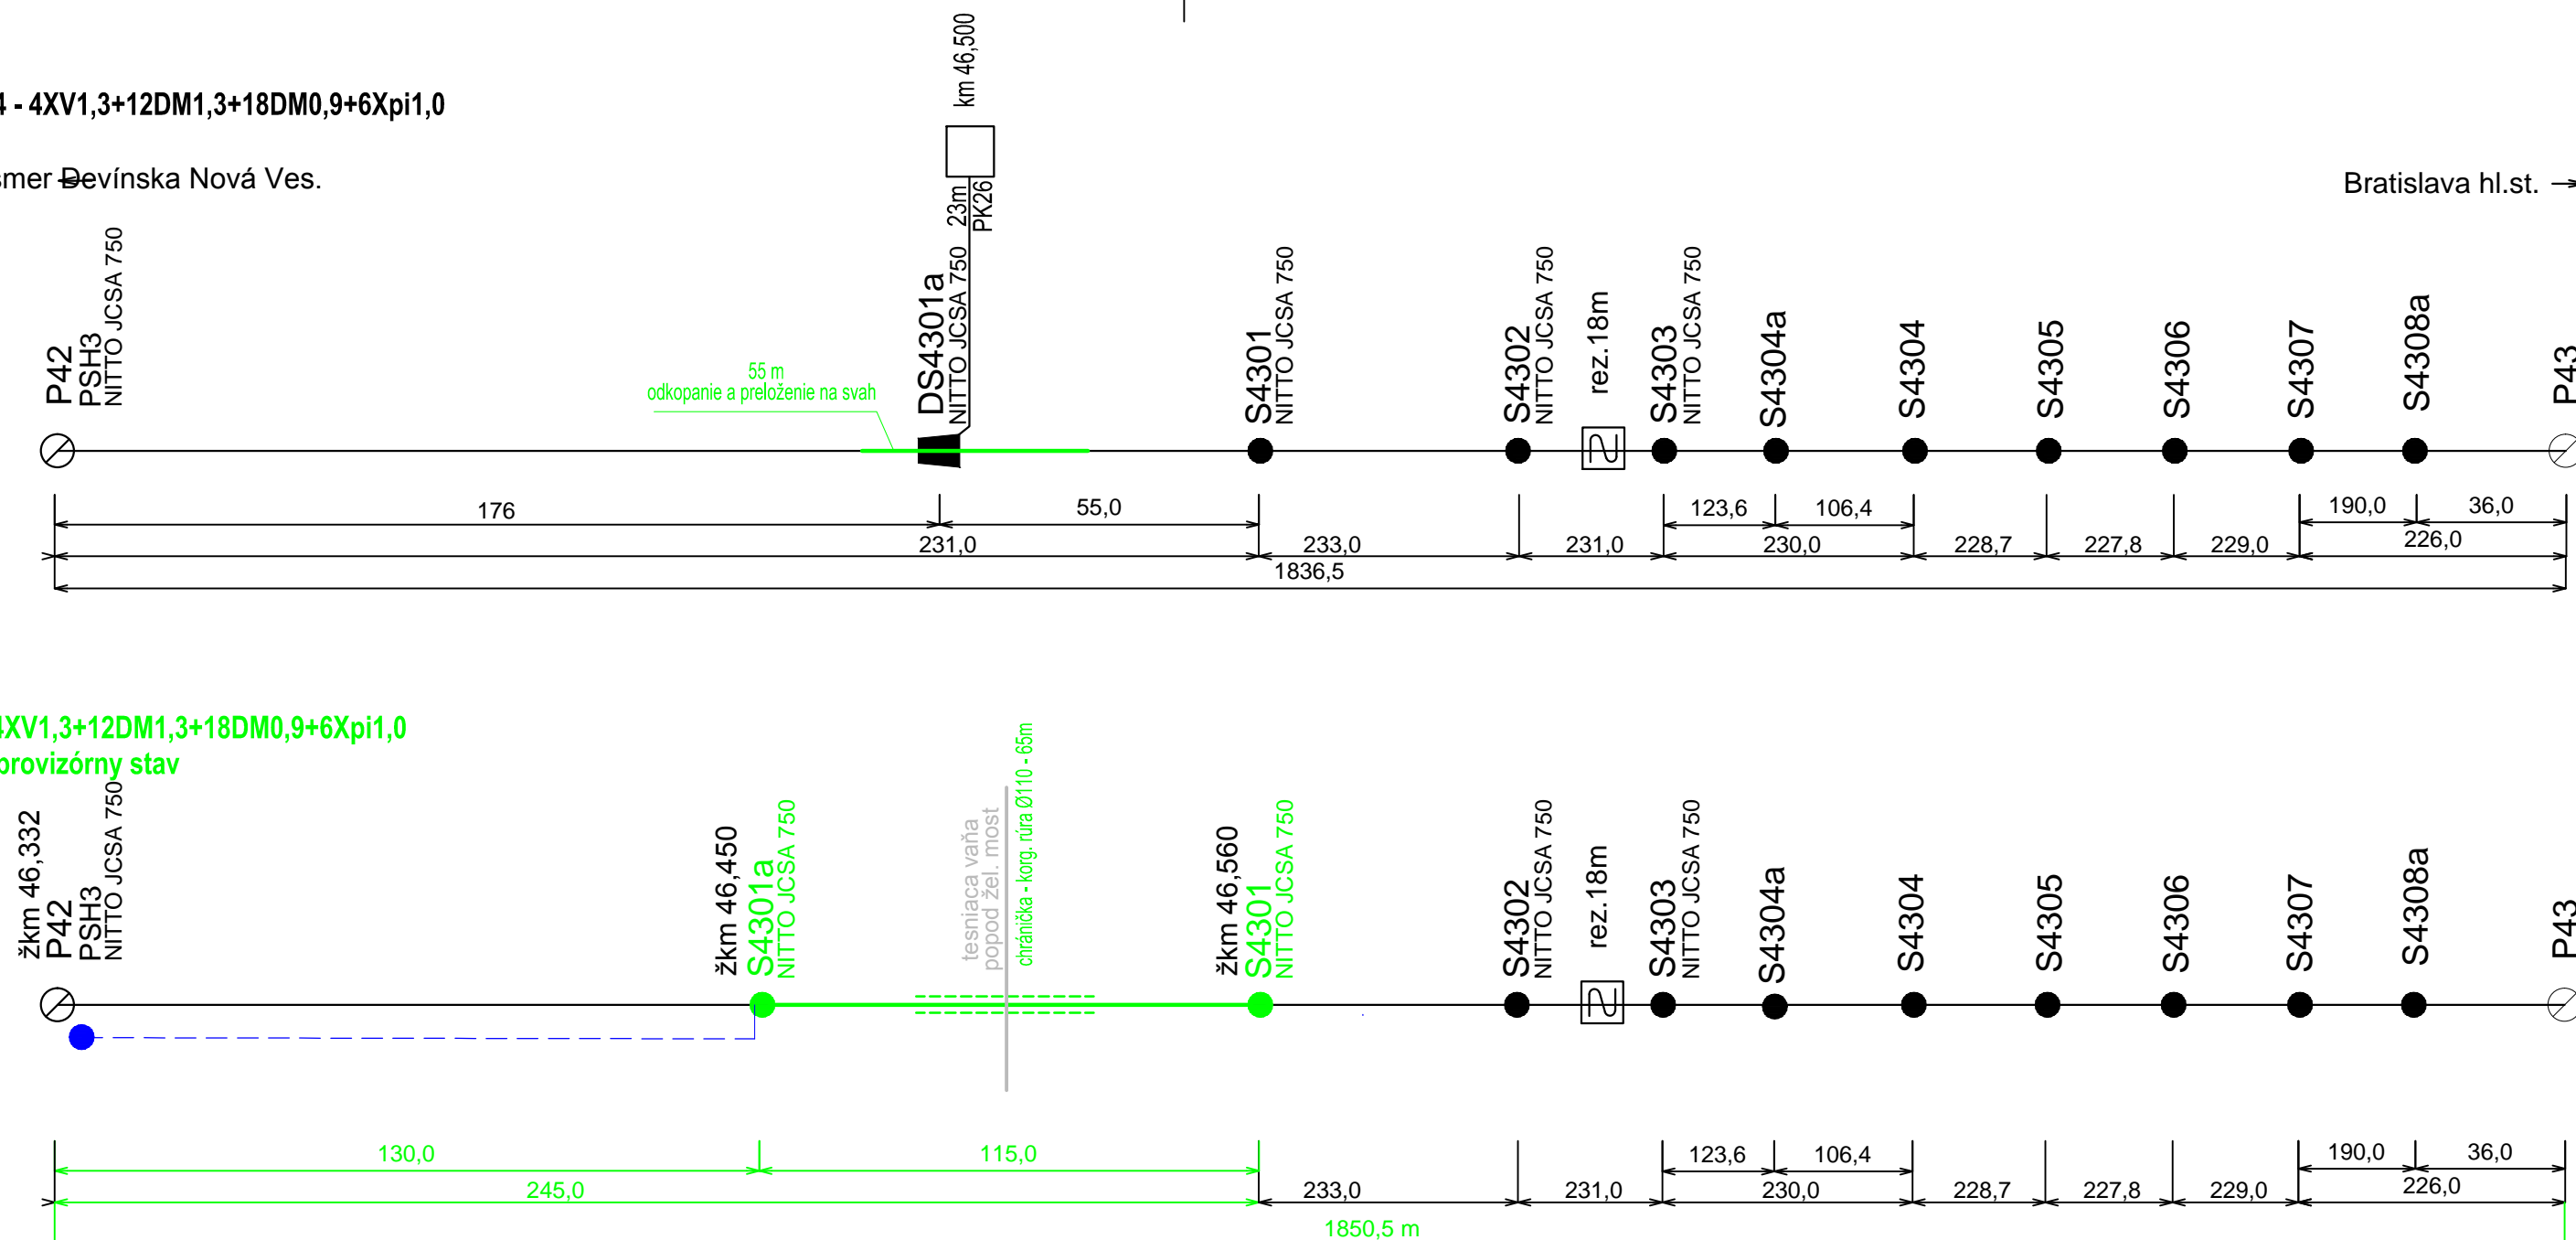 km 46,500
4 - 4XV1,3+12DM1,3+18DM0,9+6Xpi1,0
smer Devínska Nová Ves.
Bratislava hl.st.
23m
PK26
P42
PSH3
NITTO JCSA 750
55 m
odkopanie a preloženie na svah
DS4301a
NITTO JCSA 750
S4301
NITTO JCSA 750
S4302
NITTO JCSA 750
rez.18m
S4303
NITTO JCSA 750
S4304a
S4304
S4305
S4306
S4307
S4308a
P43
176
55,0
123,6
106,4
190,0
36,0
231,0
233,0
231,0
230,0
228,7
227,8
229,0
226,0
1836,5
4XV1,3+12DM1,3+18DM0,9+6Xpi1,0
provizórny stav
žkm 46,332
P42
PSH3
NITTO JCSA 750
žkm 46,450
S4301a
NITTO JCSA 750
tesniaca vaňa
popod žel. most
chránička - korg. rúra Ø110 - 65m
žkm 46,560
S4301
NITTO JCSA 750
S4302
NITTO JCSA 750
rez.18m
S4303
NITTO JCSA 750
S4304a
S4304
S4305
S4306
S4307
S4308a
P43
130,0
115,0
123,6
106,4
190,0
36,0
245,0
233,0
231,0
230,0
228,7
227,8
229,0
226,0
1850,5 m